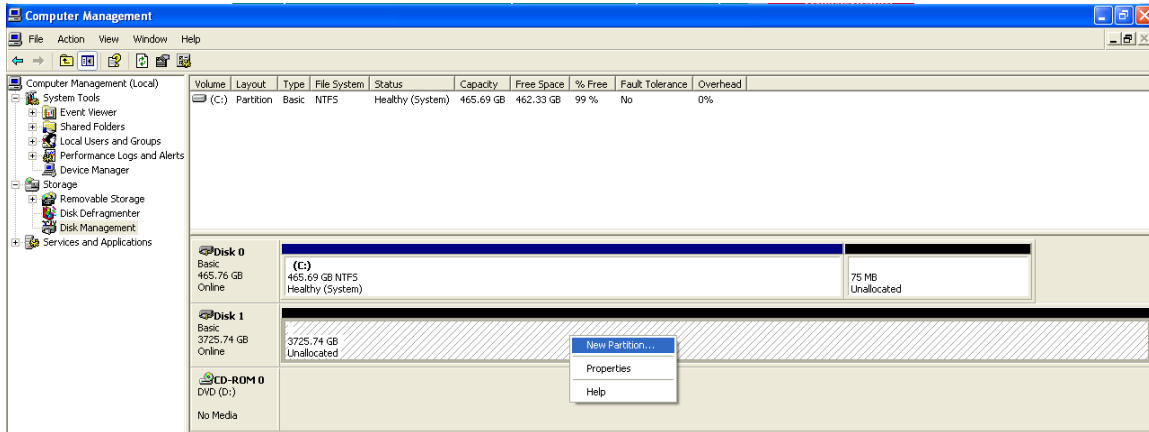 Computer Management
File Action View Window Help
Computer Management (Local)
System Tools
Event Viewer
Shared Folders
Local Users and Groups
Performance Logs and Alerts
Device Manager
Storage
Removable Storage
Disk Defragmenter
Disk Management
Services and Applications
Volume Layout Type File System Status Capacity Free Space % Free Fault Tolerance Overhead
(C:) Partition Basic NTFS Healthy (System) 465.69 GB 462.33 GB 99 % No 0%
Disk 0
Basic
465.76 GB
Online
(C:)
465.69 GB NTFS
Healthy (System)
75 MB
Unallocated
Disk 1
Basic
3725.74 GB
Online
3725.74 GB
Unallocated
New Partition...
Properties
Help
CD-ROM 0
DVD (D:)
No Media